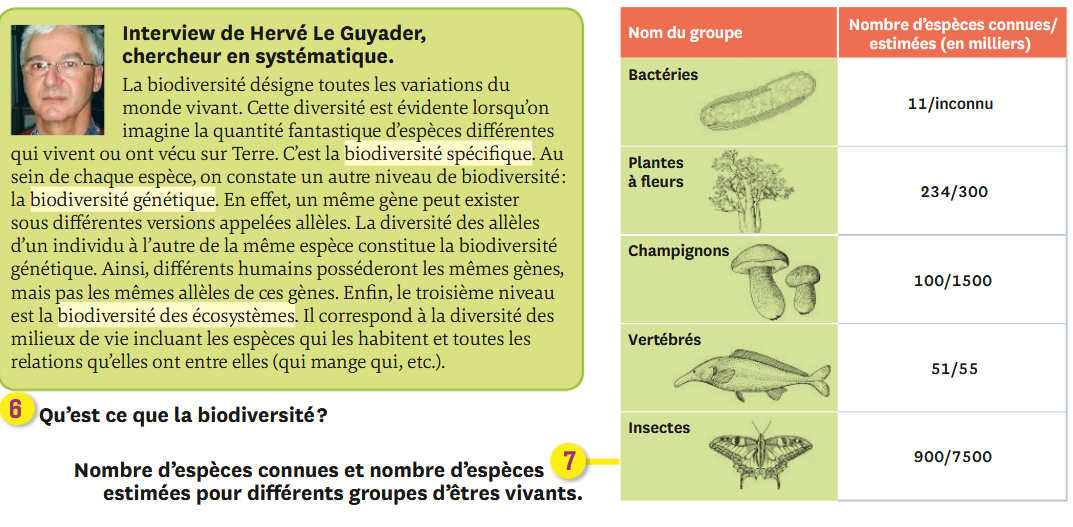 Interview de Hervé Le Guyader,
chercheur en systématique.
La biodiversité désigne toutes les variations du
monde vivant. Cette diversité est évidente lorsqu'on
imagine la quantité fantastique d'espèces différentes
qui vivent ou ont vécu sur Terre. C'est la biodiversité spécifique. Au
sein de chaque espèce, on constate un autre niveau de biodiversité:
la biodiversité génétique. En effet, un même gène peut exister
sous différentes versions appelées allèles. La diversité des allèles
d'un individu à l'autre de la même espèce constitue la biodiversité
génétique. Ainsi, différents humains posséderont les mêmes gènes,
mais pas les mêmes allèles de ces gènes. Enfin, le troisième niveau
est la biodiversité des écosystèmes. Il correspond à la diversité des
milieux de vie incluant les espèces qui les habitent et toutes les
relations qu'elles ont entre elles (qui mange qui, etc.).
6 Qu'est ce que la biodiversité?
7
Nombre d'espèces connues et nombre d'espèces
estimées pour différents groupes d'êtres vivants.
Nom du groupe
Nombre d'espèces connues/
estimées (en milliers)
Bactéries
11/inconnu
Plantes
à fleurs
234/300
Champignons
100/1500
Vertébrés
51/55
Insectes
900/7500